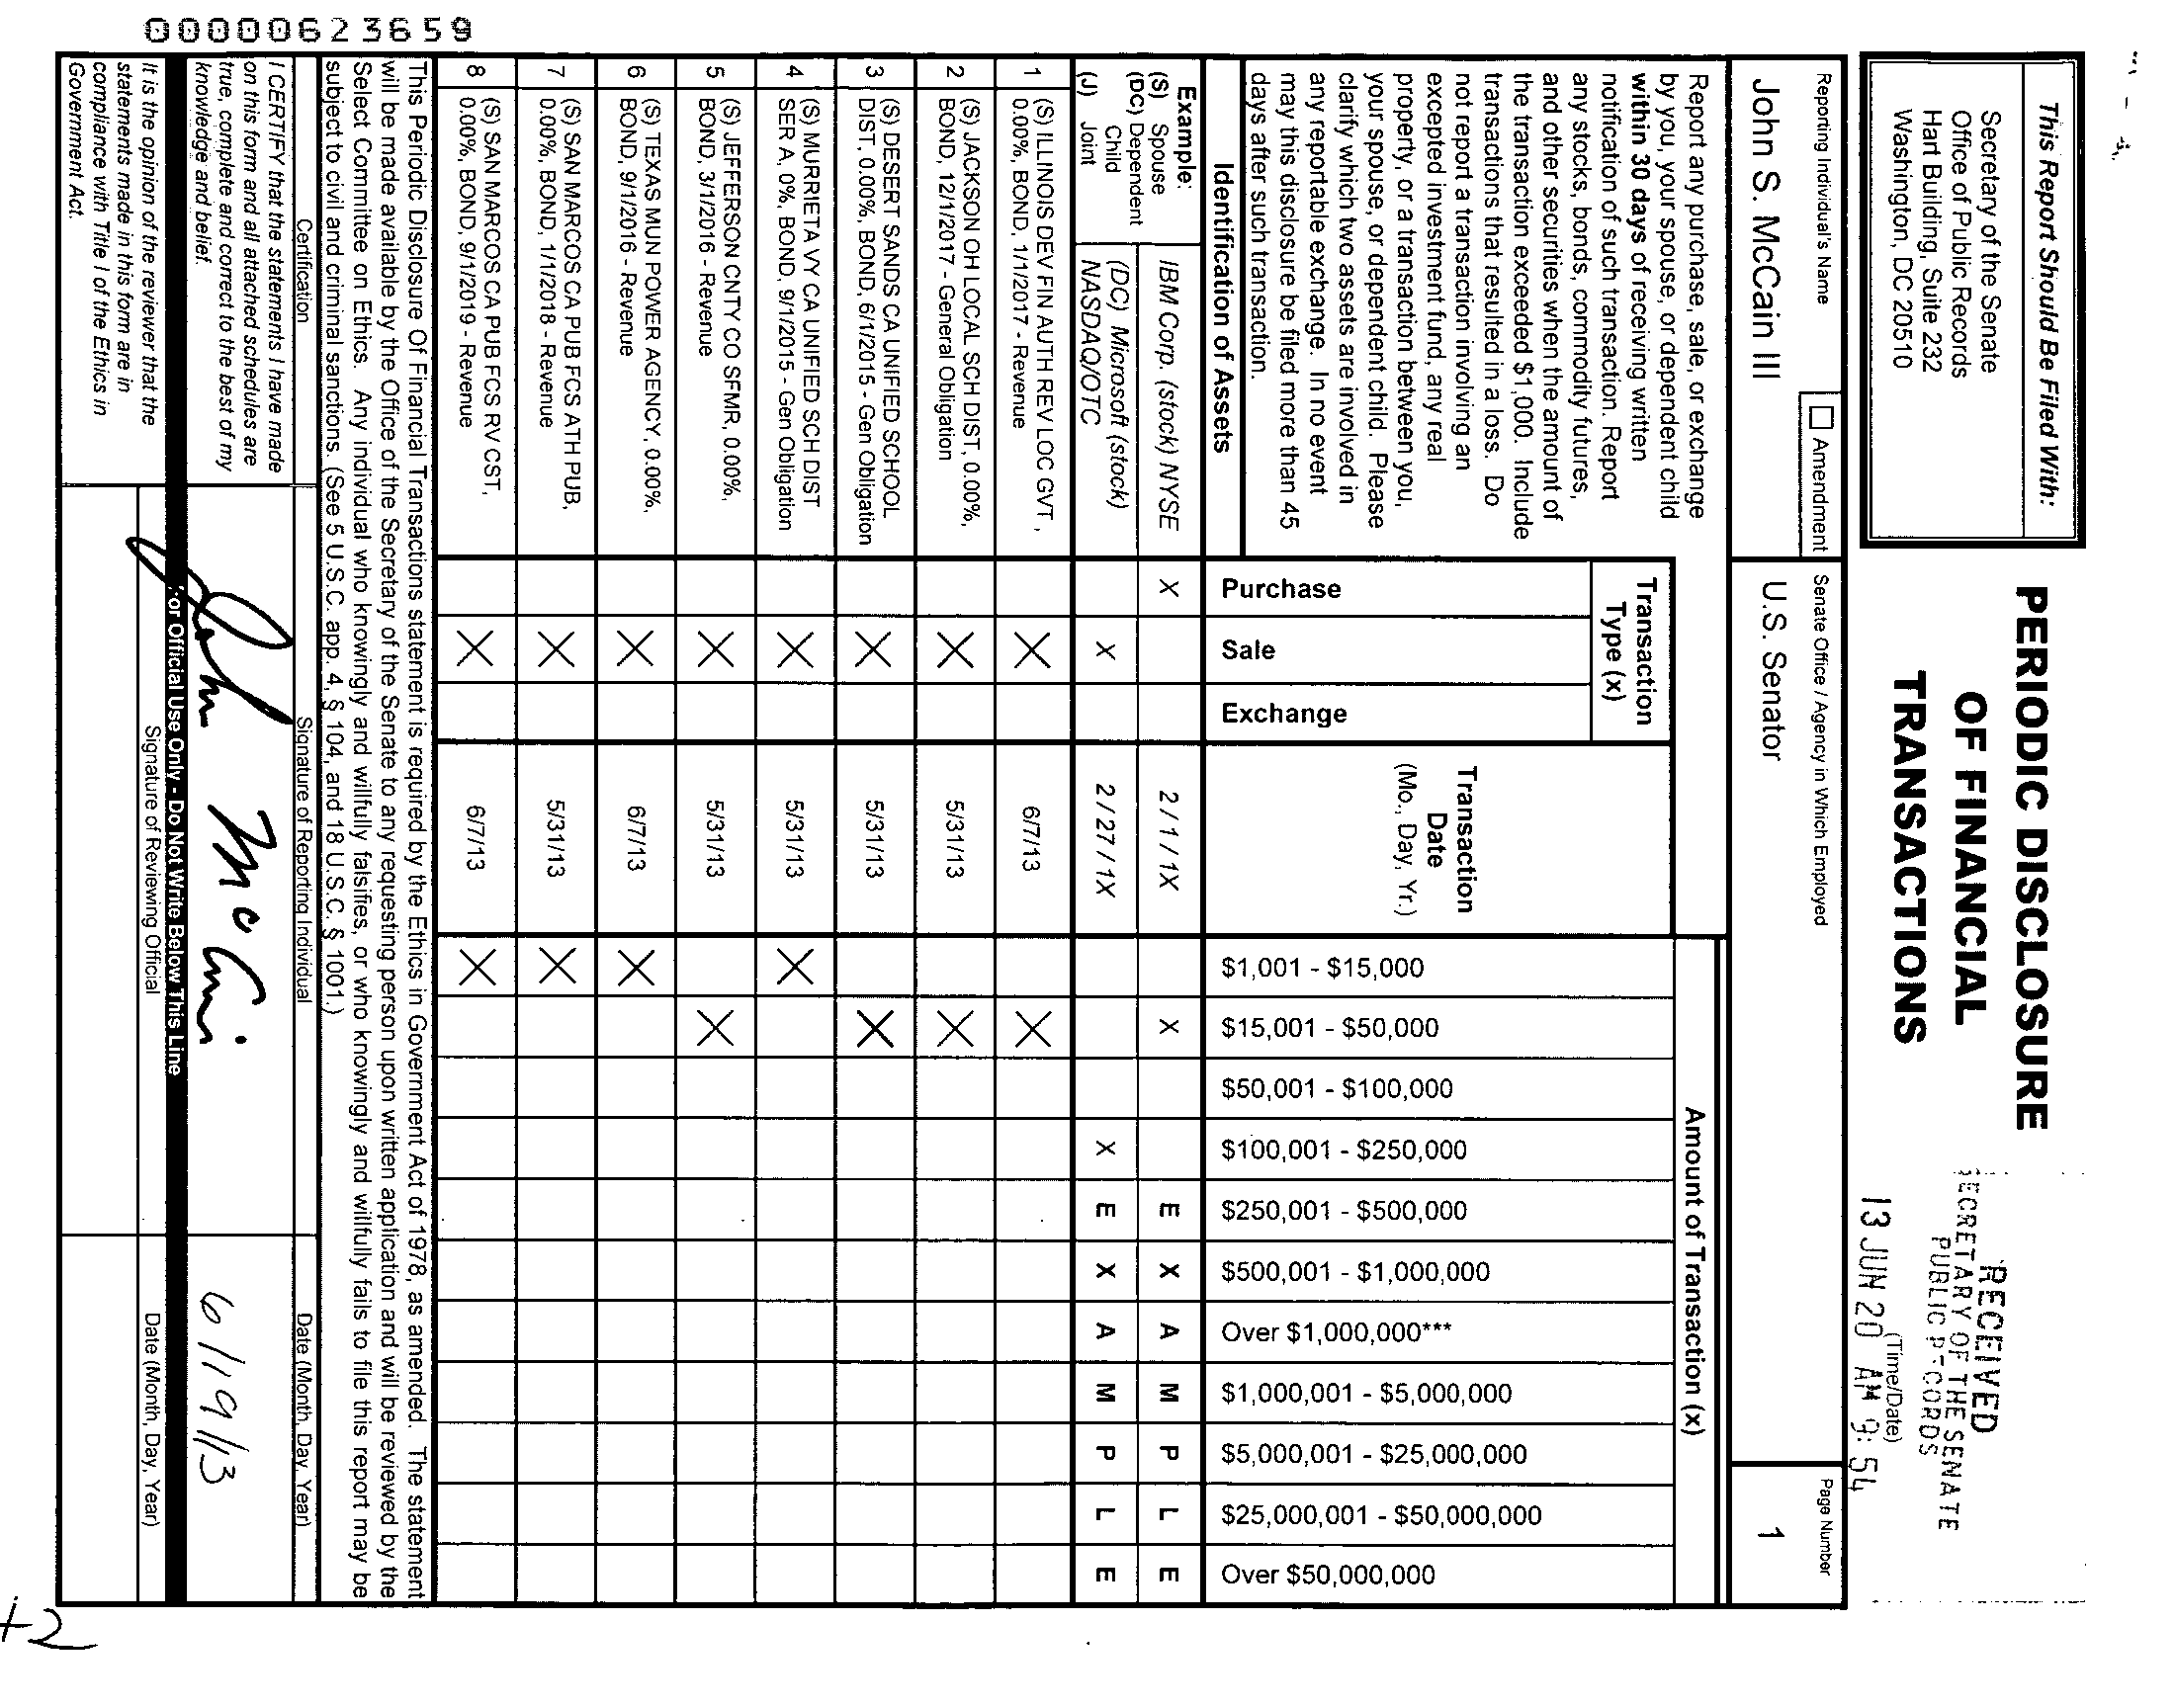 This Report Should Be Filed With:
Secretary of the Senate
Office of Public Records
Hart Building, Suite 232
Washington, DC 20510
PERIODIC DISCLOSURE
OF FINANCIAL
TRANSACTIONS
RECEIVED
SECRETARY OF THE SENATE
PUBLIC RECORDS
(Time/Date)
13 JUN 20 AM 9:54
Reporting Individual's Name
☐ Amendment
Senate Office / Agency in Which Employed
Page Number
John S. McCain III
U.S. Senator
1
Report any purchase, sale, or exchange
by you, your spouse, or dependent child
within 30 days of receiving written
notification of such transaction. Report
any stocks, bonds, commodity futures,
and other securities when the amount of
the transaction exceeded $1,000. Include
transactions that resulted in a loss. Do
not report a transaction involving an
excepted investment fund, any real
property, or a transaction between you,
your spouse, or dependent child. Please
clarify which two assets are involved in
any reportable exchange. In no event
may this disclosure be filed more than 45
days after such transaction.
Identification of Assets
Transaction
Type (x)
Purchase
Sale
Exchange
Transaction
Date
(Mo., Day, Yr.)
Amount of Transaction (x)
$1,001 - $15,000
$15,001 - $50,000
$50,001 - $100,000
$100,001 - $250,000
$250,001 - $500,000
$500,001 - $1,000,000
Over $1,000,000***
$1,000,001 - $5,000,000
$5,000,001 - $25,000,000
$25,000,001 - $50,000,000
Over $50,000,000
Example:
(S) Spouse
(DC) Dependent
Child
(J) Joint
IBM Corp. (stock) NYSE X 2 / 1 / 1X X E X A M P L E
(DC) Microsoft (stock)
NASDAQ/OTC X 2 / 27 / 1X X E X A M P L E
1 (S) ILLINOIS DEV FIN AUTH REV LOC GVT ,
0.00%, BOND, 1/1/2017 - Revenue X 6/7/13 X
2 (S) JACKSON OH LOCAL SCH DIST, 0.00%,
BOND, 12/1/2017 - General Obligation X 5/31/13 X
3 (S) DESERT SANDS CA UNIFIED SCHOOL
DIST, 0.00%, BOND, 6/1/2015 - Gen Obligation X 5/31/13 X
4 (S) MURRIETA VY CA UNIFIED SCH DIST
SER A, 0%, BOND, 9/1/2015 - Gen Obligation X 5/31/13 X
5 (S) JEFFERSON CNTY CO SFMR, 0.00%,
BOND, 3/1/2016 - Revenue X 5/31/13 X
6 (S) TEXAS MUN POWER AGENCY, 0.00%,
BOND, 9/1/2016 - Revenue X 6/7/13 X
7 (S) SAN MARCOS CA PUB FCS ATH PUB,
0.00%, BOND, 1/1/2018 - Revenue X 5/31/13 X
8 (S) SAN MARCOS CA PUB FCS RV CST,
0.00%, BOND, 9/1/2019 - Revenue X 6/7/13 X
This Periodic Disclosure Of Financial Transactions statement is required by the Ethics in Government Act of 1978, as amended. The statement
will be made available by the Office of the Secretary of the Senate to any requesting person upon written application and will be reviewed by the
Select Committee on Ethics. Any individual who knowingly and willfully falsifies, or who knowingly and willfully fails to file this report may be
subject to civil and criminal sanctions. (See 5 U.S.C. app. 4, § 104, and 18 U.S.C. § 1001.)
Certification
Signature of Reporting Individual
Date (Month, Day, Year)
I CERTIFY that the statements I have made
on this form and all attached schedules are
true, complete and correct to the best of my
knowledge and belief.
John McCain
6/19/13
For Official Use Only - Do Not Write Below This Line
It is the opinion of the reviewer that the
statements made in this form are in
compliance with Title I of the Ethics in
Government Act.
Signature of Reviewing Official
Date (Month, Day, Year)
00000623659
+2